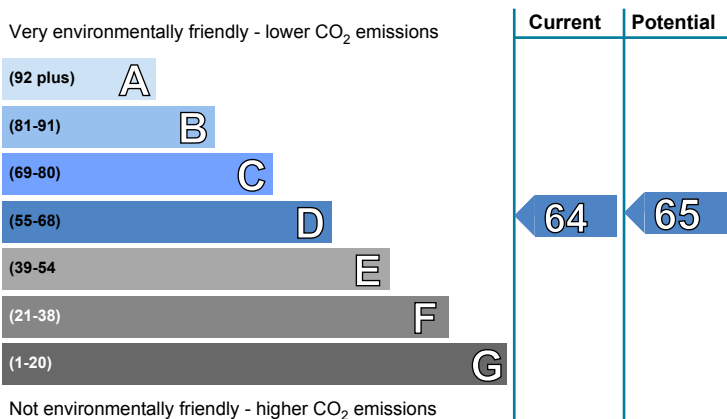 Current Potential
Very environmentally friendly - lower CO₂ emissions
(92 plus) A
(81-91) B
(69-80) C
(55-68) D 64 65
(39-54 E
(21-38) F
(1-20) G
Not environmentally friendly - higher CO₂ emissions